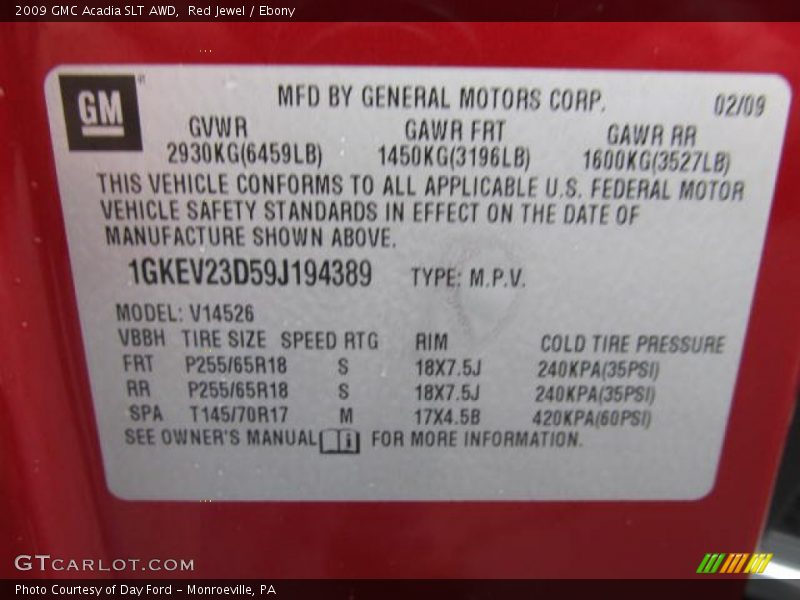 2009 GMC Acadia SLT AWD,  Red Jewel / Ebony
GM ®
MFD BY GENERAL MOTORS CORP. 02/09
GVWR GAWR FRT GAWR RR
2930KG(6459LB) 1450KG(3196LB) 1600KG(3527LB)
THIS VEHICLE CONFORMS TO ALL APPLICABLE U.S. FEDERAL MOTOR
VEHICLE SAFETY STANDARDS IN EFFECT ON THE DATE OF
MANUFACTURE SHOWN ABOVE.
1GKEV23D59J194389 TYPE: M.P.V.
MODEL: V14526
VBBH TIRE SIZE SPEED RTG RIM COLD TIRE PRESSURE
FRT P255/65R18 S 18X7.5J 240KPA(35PSI)
RR P255/65R18 S 18X7.5J 240KPA(35PSI)
SPA T145/70R17 M 17X4.5B 420KPA(60PSI)
SEE OWNER'S MANUAL i FOR MORE INFORMATION.
GTCARLOT.COM
Photo Courtesy of Day Ford - Monroeville, PA